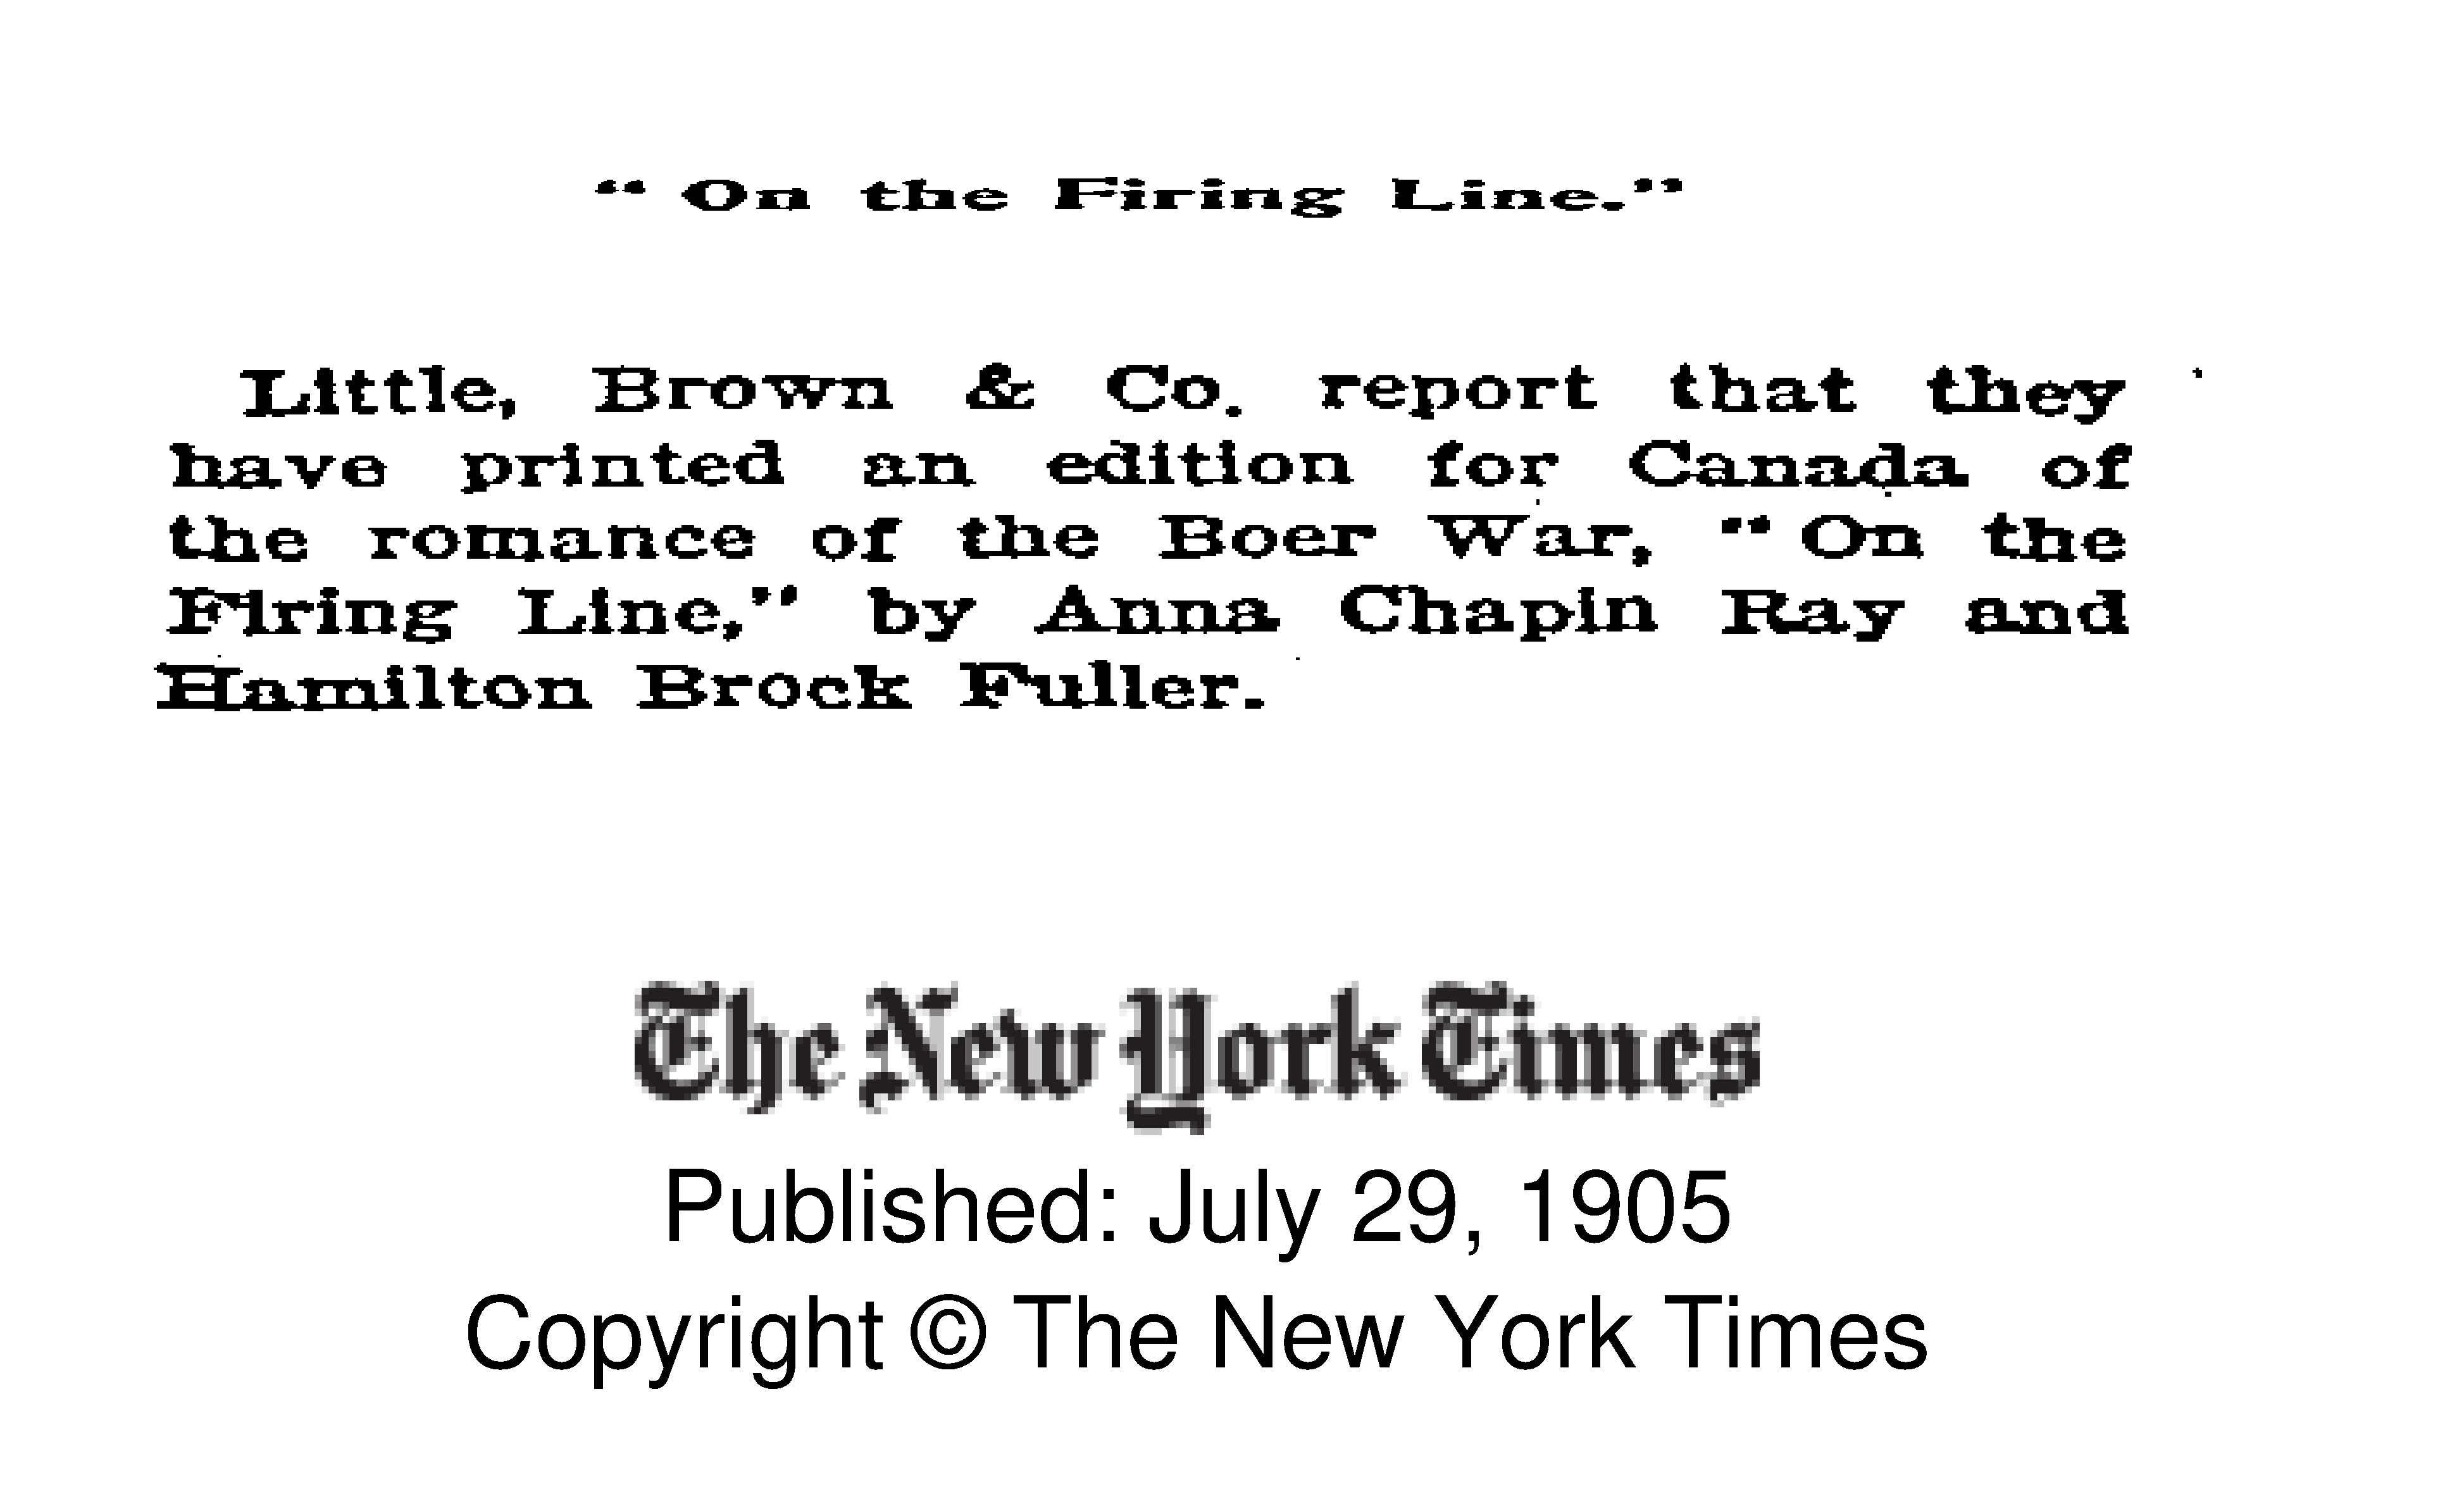 “ On the Firing Line.”
Little, Brown & Co. report that they
have printed an edition for Canada of
the romance of the Boer War, “ On the
Firing Line,” by Anna Chapin Ray and
Hamilton Brock Fuller.
The New York Times
Published: July 29, 1905
Copyright © The New York Times